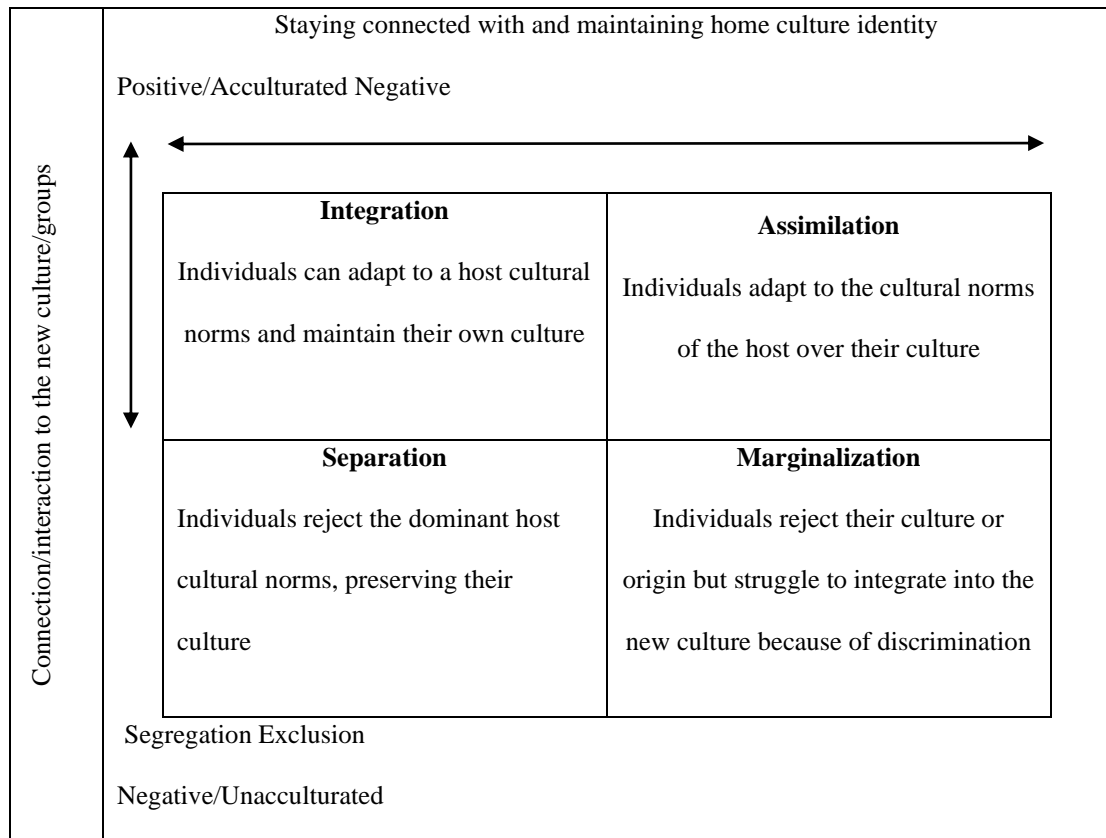 Staying connected with and maintaining home culture identity
Positive/Acculturated Negative
Connection/interaction to the new culture/groups
Integration
Individuals can adapt to a host cultural
norms and maintain their own culture
Assimilation
Individuals adapt to the cultural norms
of the host over their culture
Separation
Individuals reject the dominant host
cultural norms, preserving their
culture
Marginalization
Individuals reject their culture or
origin but struggle to integrate into the
new culture because of discrimination
Segregation Exclusion
Negative/Unacculturated